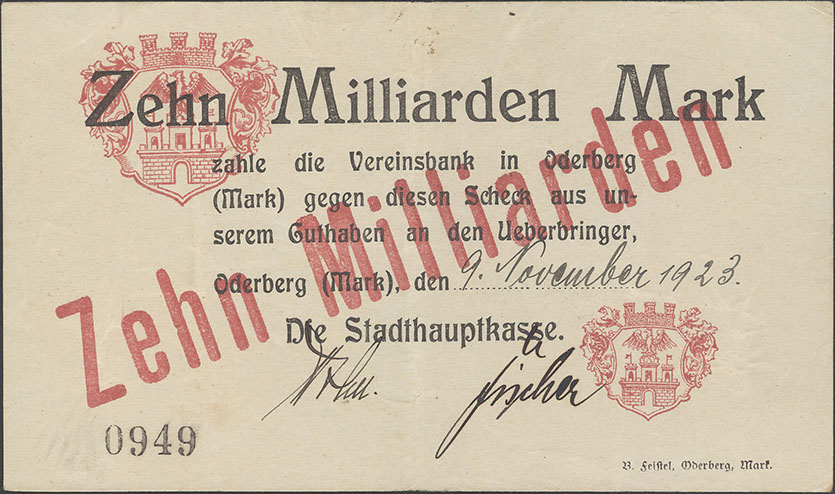 Zehn Milliarden Mark
zahle die Vereinsbank in Oderberg
(Mark) gegen diesen Scheck aus un-
serem Guthaben an den Ueberbringer,
Oderberg (Mark), den 9. November 1923.
Zehn Milliarden
Die Stadthauptkasse.
Fischer
0949
B. Feistel, Oderberg, Mark.